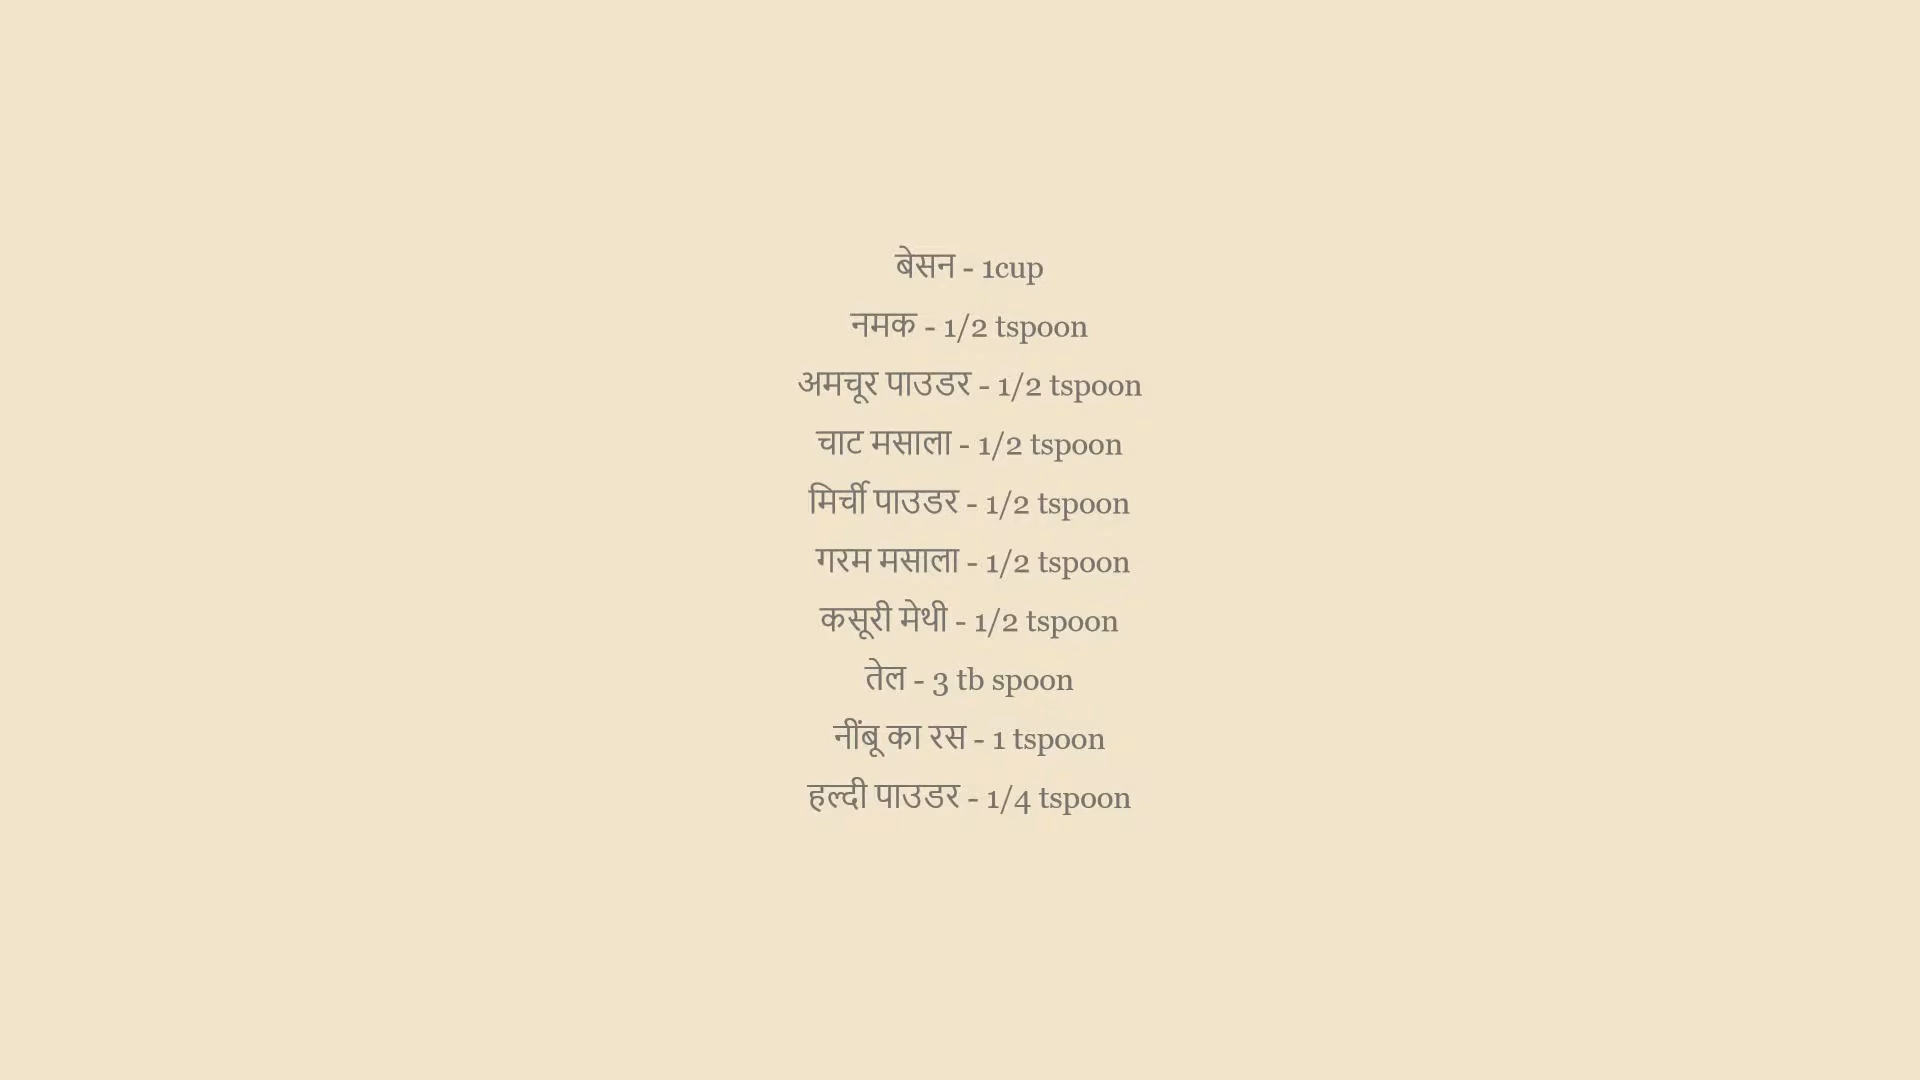 बेसन - 1cup
नमक - 1/2 tspoon
अमचूर पाउडर - 1/2 tspoon
चाट मसाला - 1/2 tspoon
मिर्ची पाउडर - 1/2 tspoon
गरम मसाला - 1/2 tspoon
कसूरी मेथी - 1/2 tspoon
तेल - 3 tb spoon
नींबू का रस - 1 tspoon
हल्दी पाउडर - 1/4 tspoon